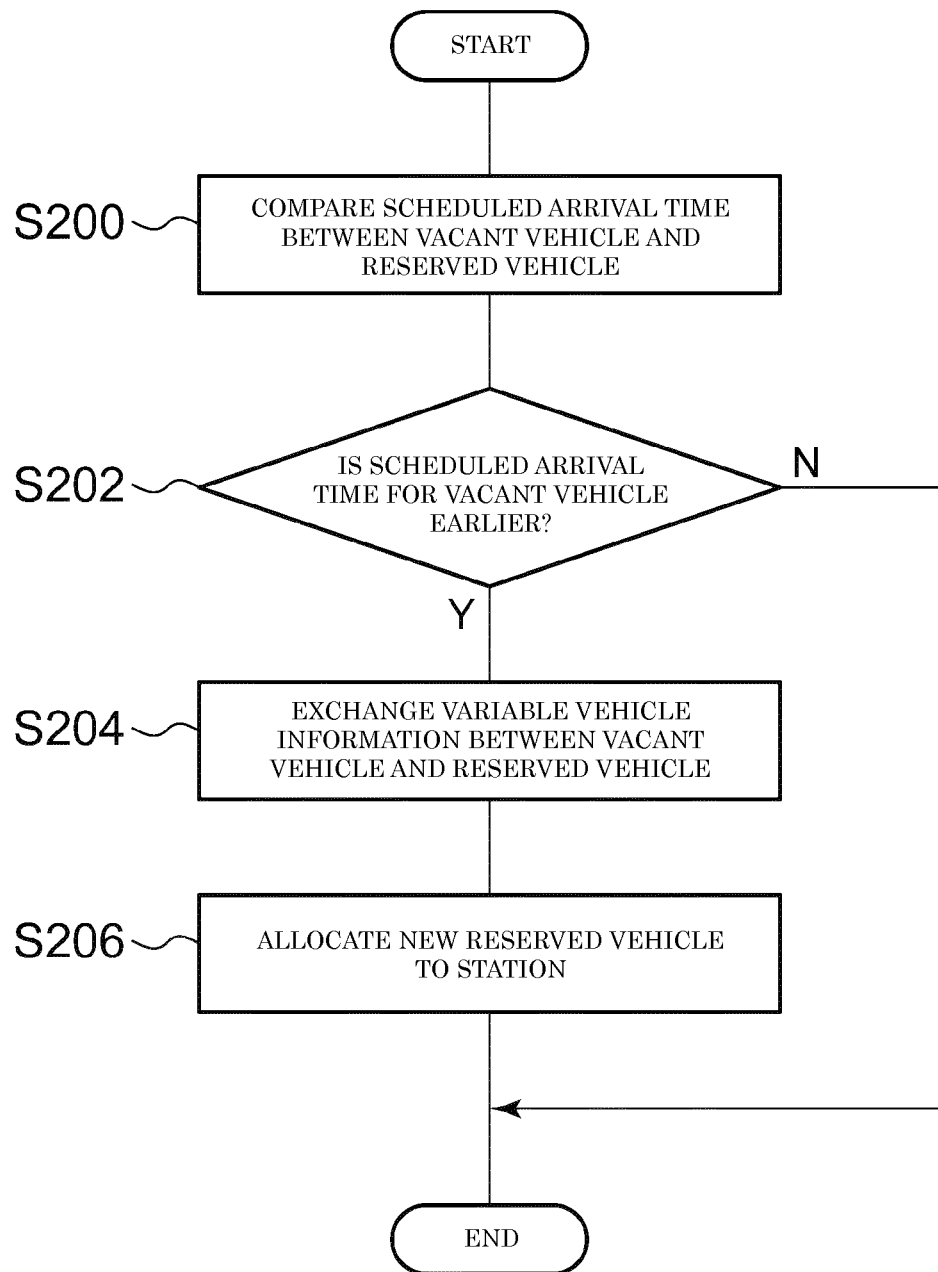 START
S200
COMPARE SCHEDULED ARRIVAL TIME
BETWEEN VACANT VEHICLE AND
RESERVED VEHICLE
S202
IS SCHEDULED ARRIVAL
TIME FOR VACANT VEHICLE
EARLIER?
N
Y
S204
EXCHANGE VARIABLE VEHICLE
INFORMATION BETWEEN VACANT
VEHICLE AND RESERVED VEHICLE
S206
ALLOCATE NEW RESERVED VEHICLE
TO STATION
END